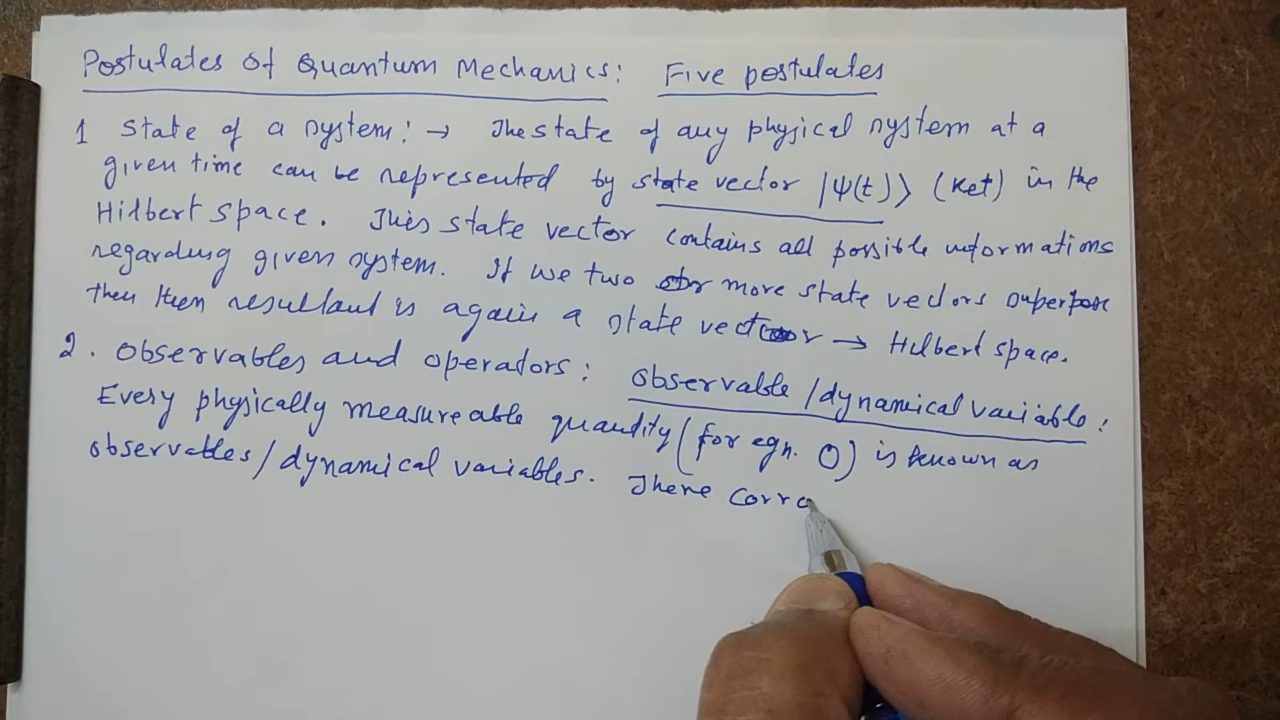 Postulates of Quantum Mechanics: Five postulates
1 State of a system: → The state of any physical system at a
given time can be represented by state vector |ψ(t)⟩ (Ket) in the
Hilbert space. This state vector contains all possible informations
regarding given system. If we two or more state vectors superpose
then then resultant is again a state vector → Hilbert space.
2. Observables and operators: Observable/dynamical variable:
Every physically measureable quantity (for egn. O) is known as
observables/dynamical variables. There corre